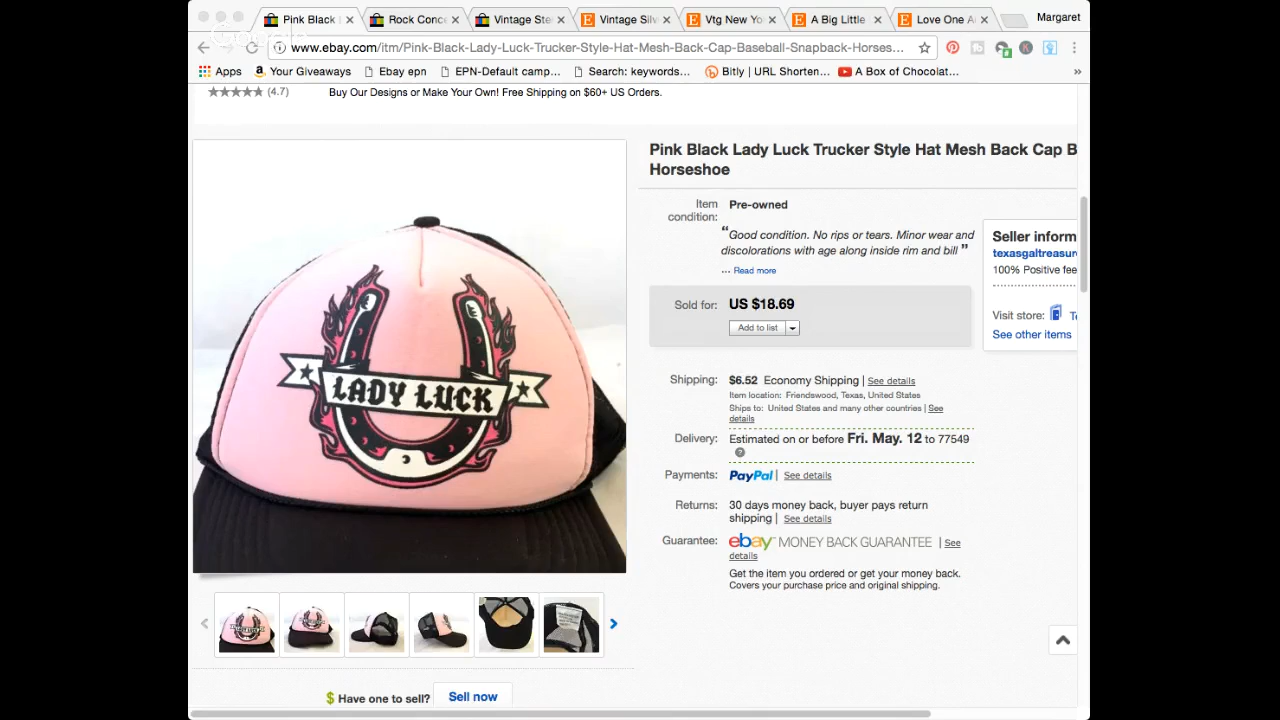 Pink Black
Rock Conc
Vintage Ste
Vintage Silv
Vtg New Yo
A Big Little
Love One A
Margaret
Google
www.ebay.com/itm/Pink-Black-Lady-Luck-Trucker-Style-Hat-Mesh-Back-Cap-Baseball-Snapback-Horses...
Apps
Your Giveaways
Ebay epn
EPN-Default camp...
Search: keywords...
Bitly | URL Shorten...
A Box of Chocolat...
(4.7)
Buy Our Designs or Make Your Own! Free Shipping on $60+ US Orders.
LADY LUCK
Pink Black Lady Luck Trucker Style Hat Mesh Back Cap B
Horseshoe
Item condition: Pre-owned
"Good condition. No rips or tears. Minor wear and
discolorations with age along inside rim and bill"
... Read more
Sold for: US $18.69
Add to list
Seller inform
texasgaltreasur
100% Positive fee
Visit store: Te
See other items
Shipping: $6.52 Economy Shipping | See details
Item location: Friendswood, Texas, United States
Ships to: United States and many other countries | See
details
Delivery: Estimated on or before Fri. May. 12 to 77549
Payments: PayPal | See details
Returns: 30 days money back, buyer pays return
shipping | See details
Guarantee: ebay MONEY BACK GUARANTEE | See
details
Get the item you ordered or get your money back.
Covers your purchase price and original shipping.
$ Have one to sell? Sell now